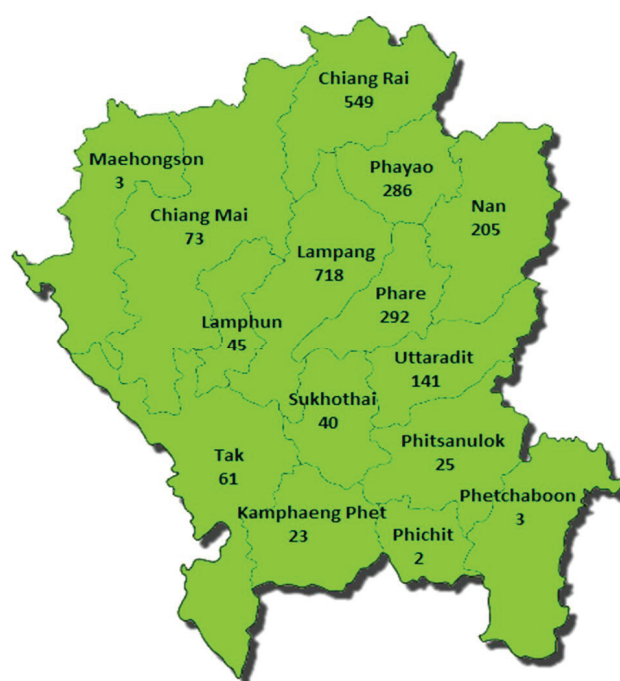 Chiang Rai
549
Maehongson
3
Phayao
286
Nan
205
Chiang Mai
73
Lampang
718
Phare
292
Lamphun
45
Uttaradit
141
Sukhothai
40
Phitsanulok
25
Tak
61
Phetchaboon
3
Kamphaeng Phet
23
Phichit
2